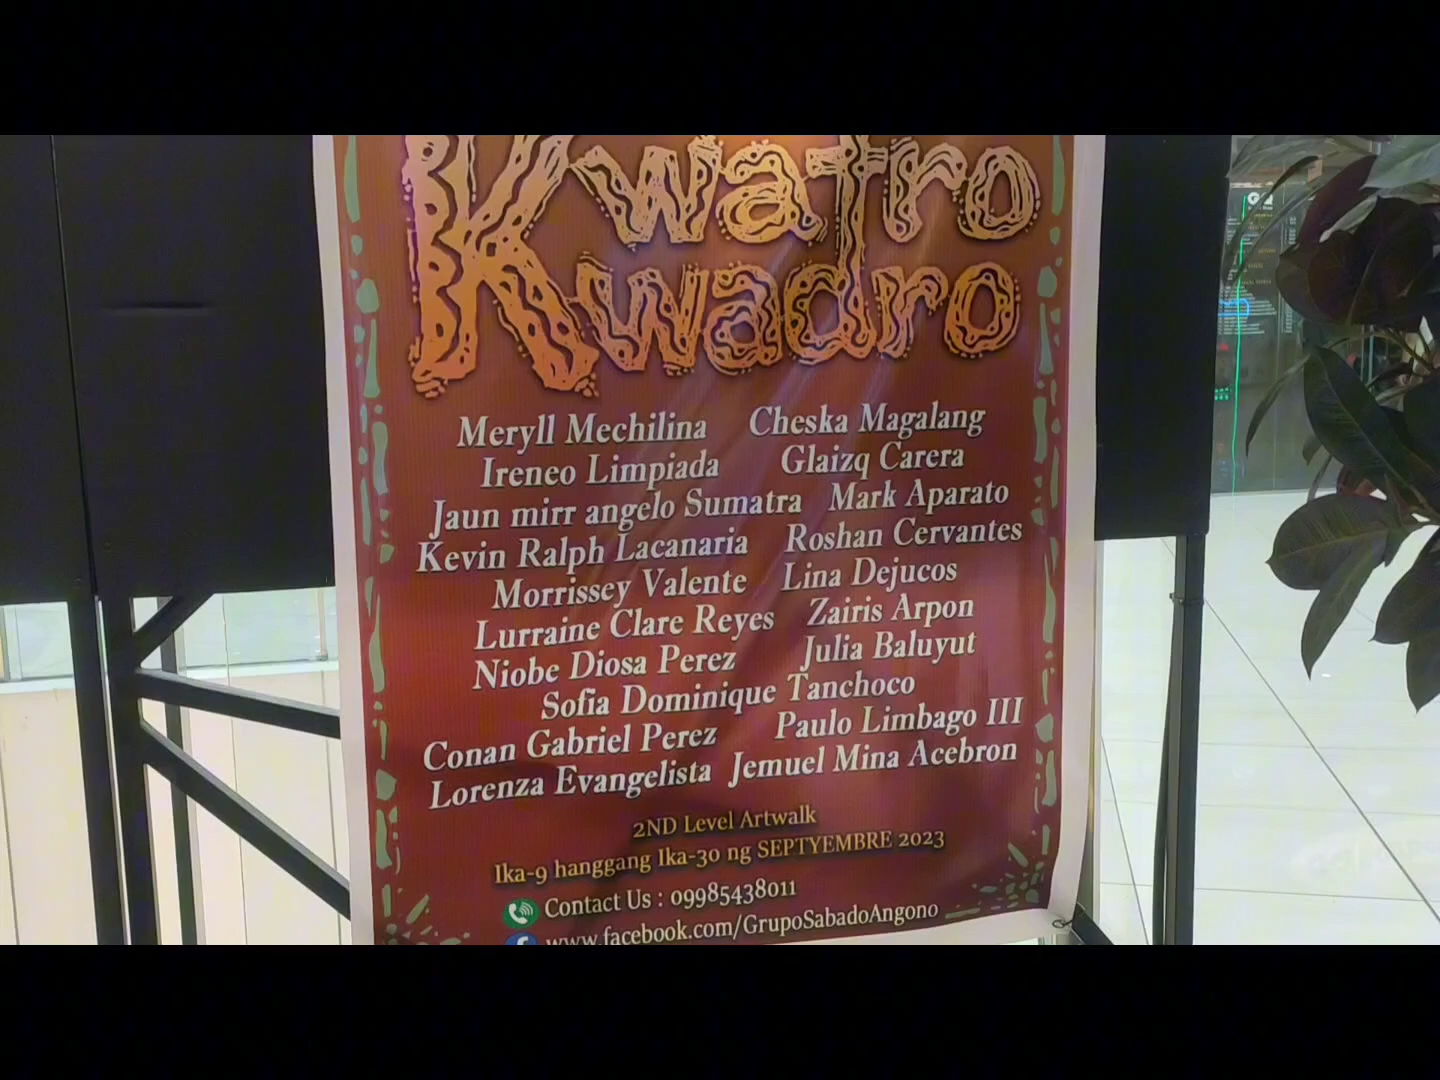 Kwatro
Kwadro
Meryll Mechilina Cheska Magalang
Ireneo Limpiada Glaizq Carera
Jaun mirr angelo Sumatra Mark Aparato
Kevin Ralph Lacanaria Roshan Cervantes
Morrissey Valente Lina Dejucos
Lurraine Clare Reyes Zairis Arpon
Niobe Diosa Perez Julia Baluyut
Sofia Dominique Tanchoco
Conan Gabriel Perez Paulo Limbago III
Lorenza Evangelista Jemuel Mina Acebron
2ND Level Artwalk
Ika-9 hanggang Ika-30 ng SEPTYEMBRE 2023
Contact Us : 09985438011
www.facebook.com/GrupoSabadoAngono